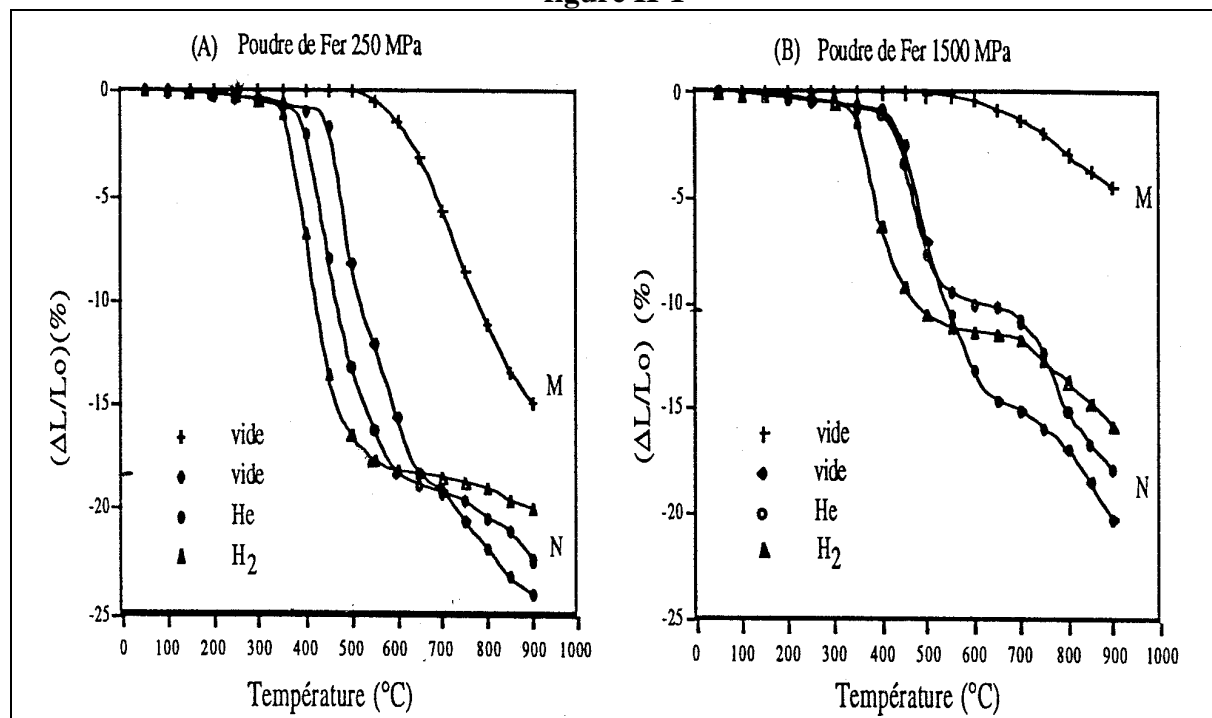 figure II-1
(A) Poudre de Fer 250 MPa
0
-5
-10
-15
-20
-25
(ΔL/Lo)(%)
M
N
+ vide
vide
He
H2
0 100 200 300 400 500 600 700 800 900 1000
Température (°C)
(B) Poudre de Fer 1500 MPa
0
-5
-10
-15
-20
-25
(ΔL/Lo) (%)
M
N
+ vide
vide
He
H2
0 100 200 300 400 500 600 700 800 900 1000
Température (°C)